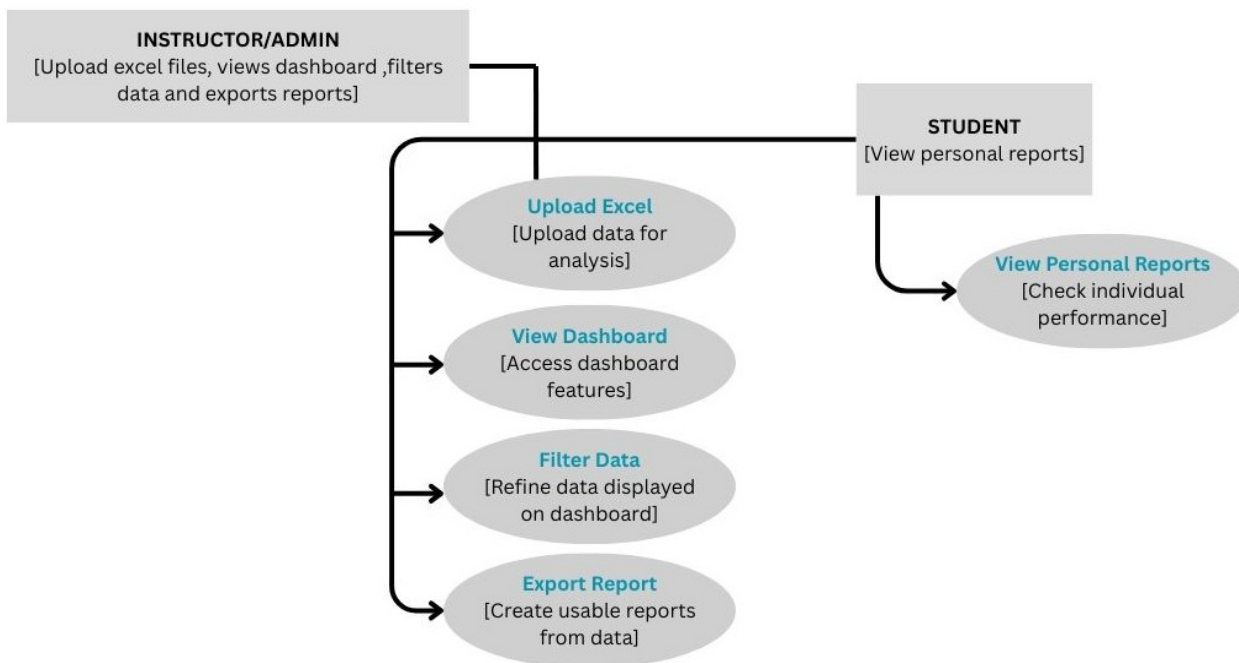 INSTRUCTOR/ADMIN
[Upload excel files, views dashboard ,filters
data and exports reports]
STUDENT
[View personal reports]
Upload Excel
[Upload data for
analysis]
View Personal Reports
[Check individual
performance]
View Dashboard
[Access dashboard
features]
Filter Data
[Refine data displayed
on dashboard]
Export Report
[Create usable reports
from data]